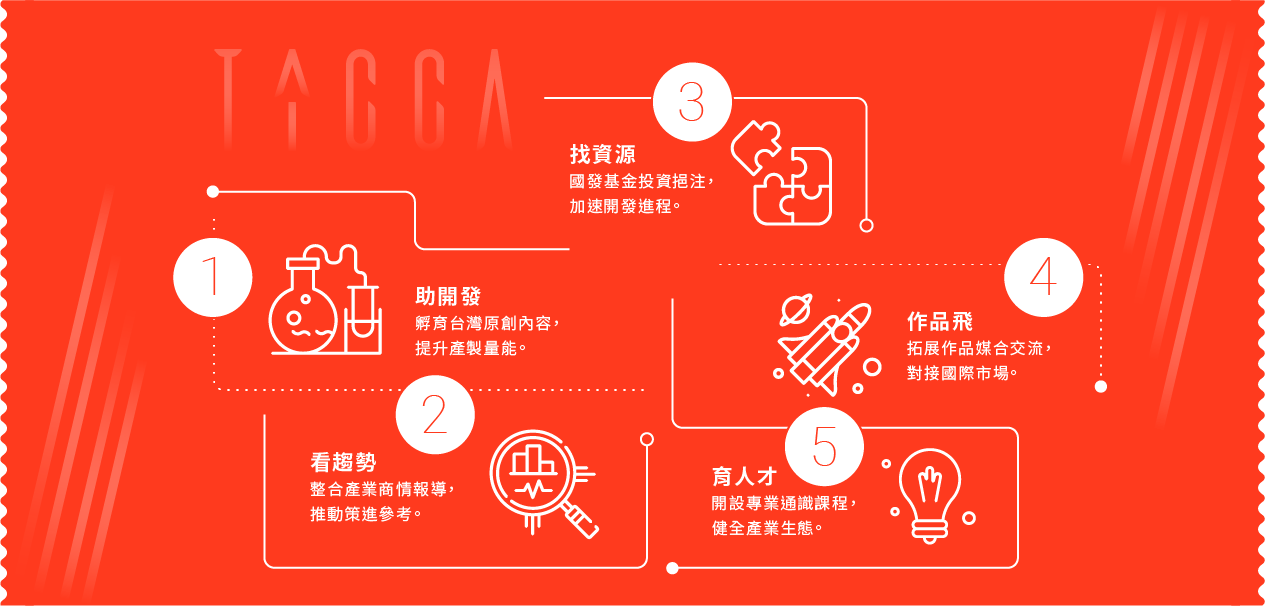 TACCA
1
助開發
孵育台灣原創內容，
提升產製量能。
2
看趨勢
整合產業商情報導，
推動策進參考。
3
找資源
國發基金投資挹注，
加速開發進程。
4
作品飛
拓展作品媒合交流，
對接國際市場。
5
育人才
開設專業通識課程，
健全產業生態。